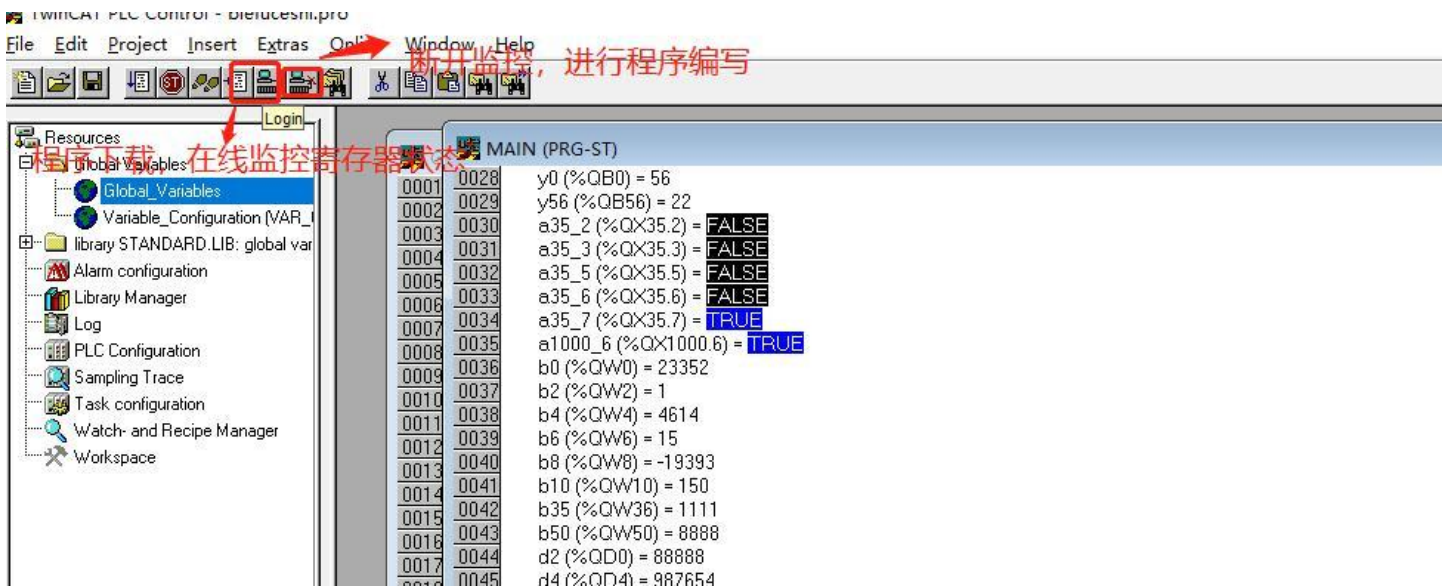 TwinCAT PLC Control - biefuceshi.pro
File Edit Project Insert Extras Window Help
断开监控，进行程序编写
Login
程序下载，在线监控寄存器状态
Resources
Global Variables
Global_Variables
Variable_Configuration (VAR_
library STANDARD.LIB: global var
Alarm configuration
Library Manager
Log
PLC Configuration
Sampling Trace
Task configuration
Watch- and Recipe Manager
Workspace
0001
0002
0003
0004
0005
0006
0007
0008
0009
0010
0011
0012
0013
0014
0015
0016
0017
MAIN (PRG-ST)
0028 y0 (%QB0) = 56
0029 y56 (%QB56) = 22
0030 a35_2 (%QX35.2) = FALSE
0031 a35_3 (%QX35.3) = FALSE
0032 a35_5 (%QX35.5) = FALSE
0033 a35_6 (%QX35.6) = FALSE
0034 a35_7 (%QX35.7) = TRUE
0035 a1000_6 (%QX1000.6) = TRUE
0036 b0 (%QW0) = 23352
0037 b2 (%QW2) = 1
0038 b4 (%QW4) = 4614
0039 b6 (%QW6) = 15
0040 b8 (%QW8) = -19393
0041 b10 (%QW10) = 150
0042 b35 (%QW36) = 1111
0043 b50 (%QW50) = 8888
0044 d2 (%QD0) = 88888
0045 d4 (%QD4) = 987654